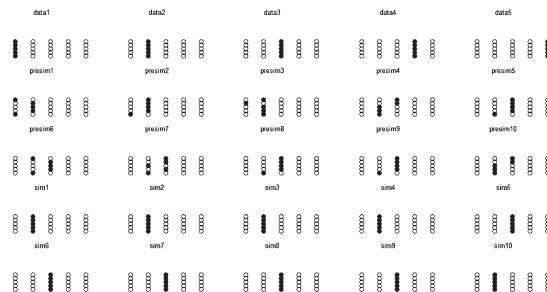 data1 data2 data3 data4 data5
presim1 presim2 presim3 presim4 presim5
presim6 presim7 presim8 presim9 presim10
sim1 sim2 sim3 sim4 sim5
sim6 sim7 sim8 sim9 sim10